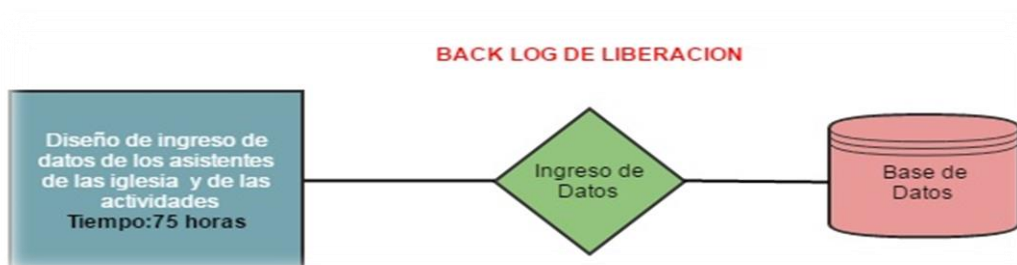 BACK LOG DE LIBERACION
Diseño de ingreso de
datos de los asistentes
de las iglesia y de las
actividades
Tiempo:75 horas
Ingreso de
Datos
Base de
Datos